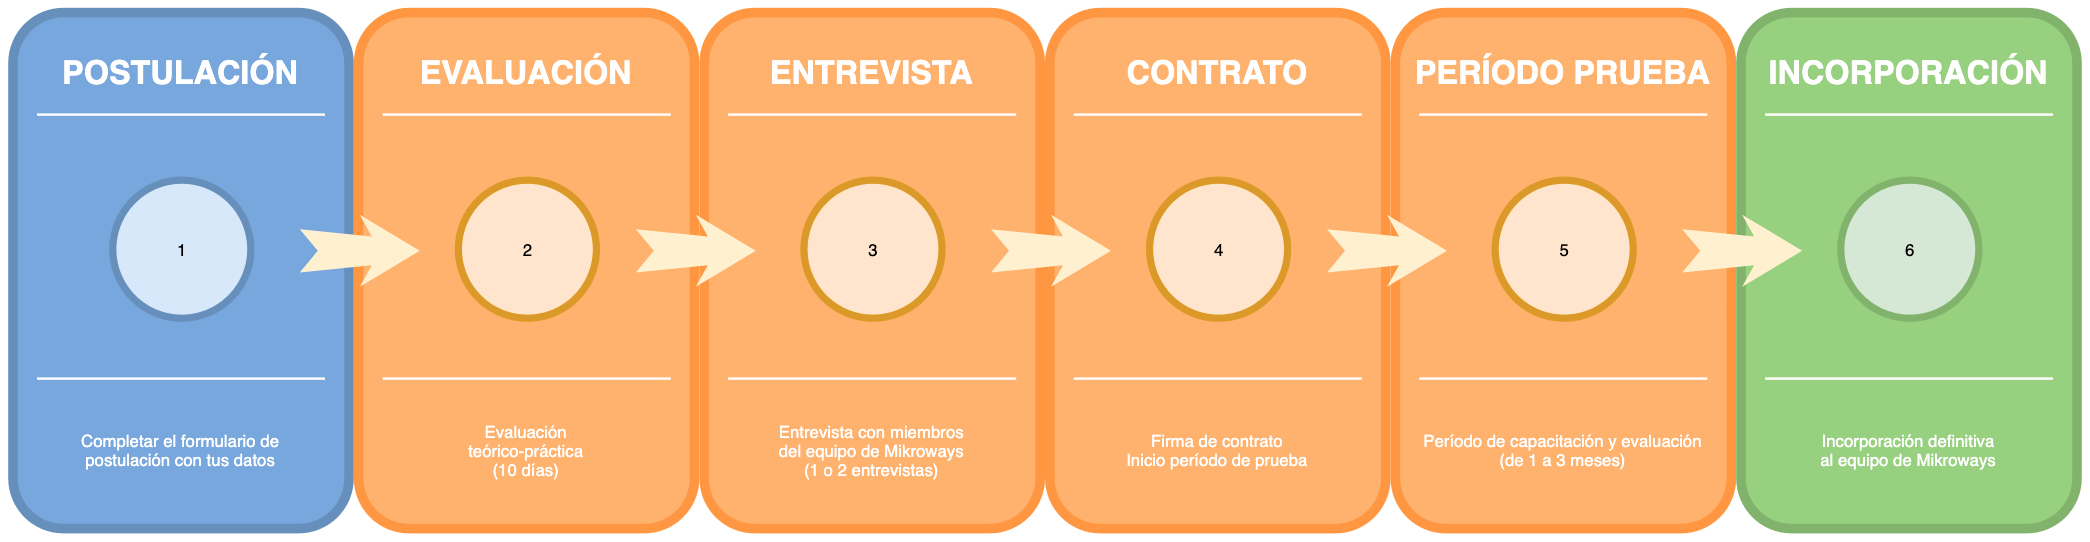 POSTULACIÓN
1
Completar el formulario de
postulación con tus datos
EVALUACIÓN
2
Evaluación
teórico-práctica
(10 días)
ENTREVISTA
3
Entrevista con miembros
del equipo de Mikroways
(1 o 2 entrevistas)
CONTRATO
4
Firma de contrato
Inicio período de prueba
PERÍODO PRUEBA
5
Período de capacitación y evaluación
(de 1 a 3 meses)
INCORPORACIÓN
6
Incorporación definitiva
al equipo de Mikroways